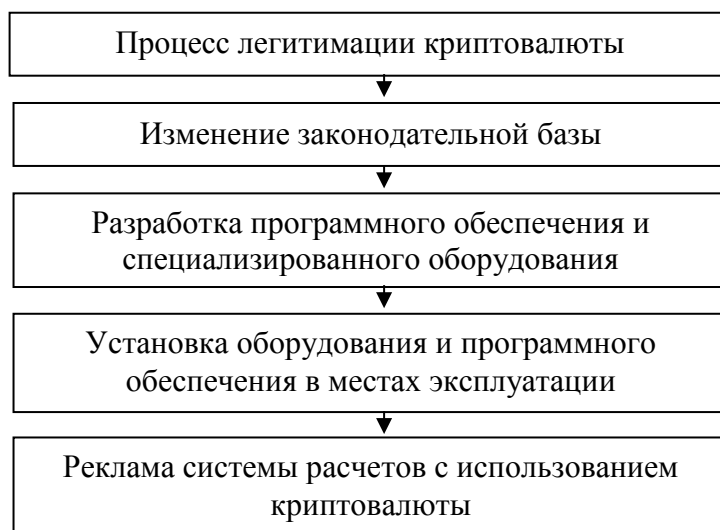 Процесс легитимации криптовалюты
Изменение законодательной базы
Разработка программного обеспечения и
специализированного оборудования
Установка оборудования и программного
обеспечения в местах эксплуатации
Реклама системы расчетов с использованием
криптовалюты